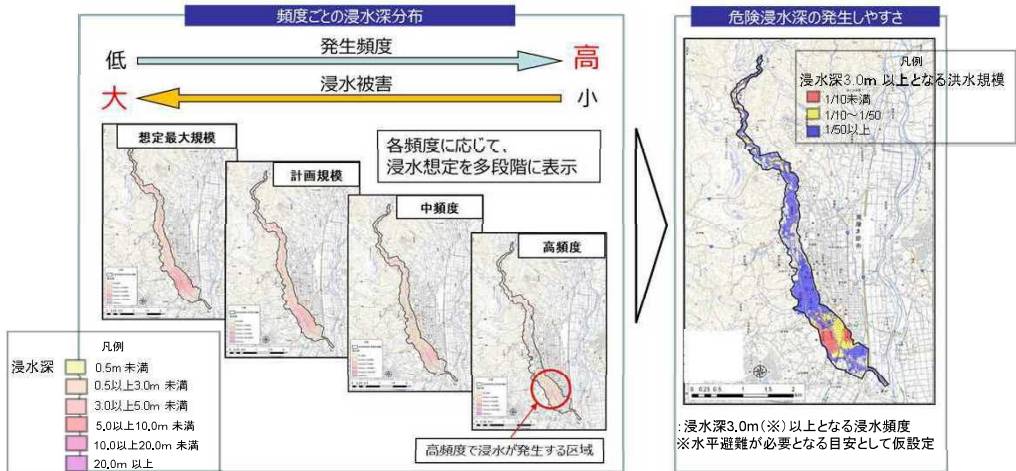 頻度ごとの浸水深分布
発生頻度
低
高
浸水被害
大
小
各頻度に応じて、
浸水想定を多段階に表示
想定最大規模
計画規模
中頻度
高頻度
凡例
浸水深
0.5m 未満
0.5以上3.0m 未満
3.0以上5.0m 未満
5.0以上10.0m 未満
10.0以上20.0m 未満
20.0m 以上
高頻度で浸水が発生する区域
危険浸水深の発生しやすさ
凡例
浸水深3.0m 以上となる洪水規模
1/10未満
1/10～1/50
1/50以上
0 0.25 0.5 1 1.5 2
:浸水深3.0m(※)以上となる浸水頻度
※水平避難が必要となる目安として仮設定